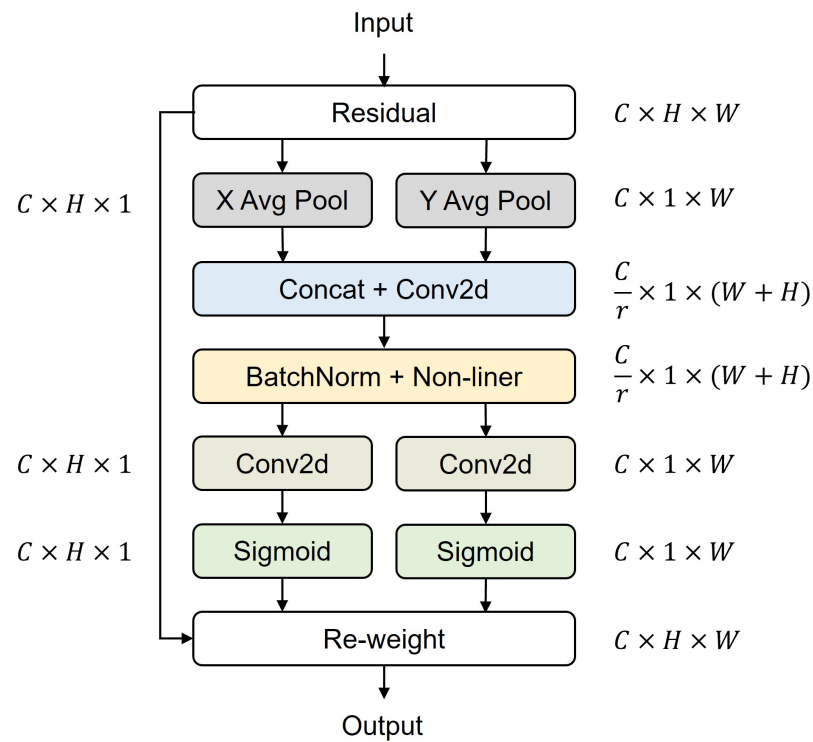 Input
Residual
C × H × W
C × H × 1
X Avg Pool
Y Avg Pool
C × 1 × W
Concat + Conv2d
C/r × 1 × (W + H)
BatchNorm + Non-liner
C/r × 1 × (W + H)
C × H × 1
Conv2d
Conv2d
C × 1 × W
C × H × 1
Sigmoid
Sigmoid
C × 1 × W
Re-weight
C × H × W
Output